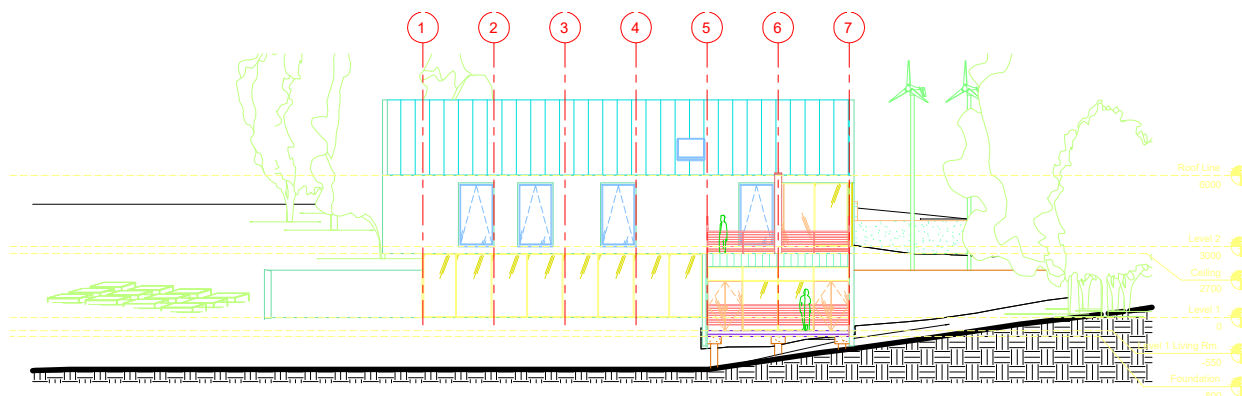 1 2 3 4 5 6 7
Roof Line
6000
Level 2
3000
Ceiling
2700
Level 1
0
Level 1 Living Rm.
-550
Foundation